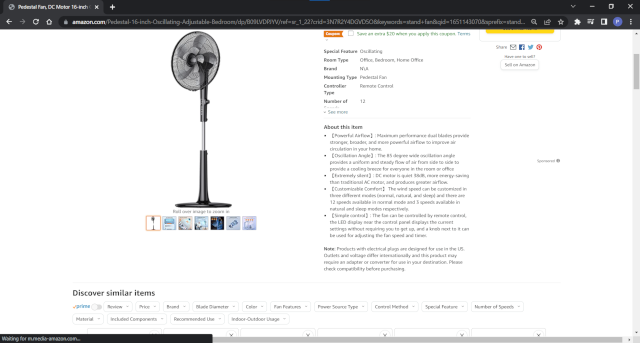 Pedestal Fan, DC Motor 16-inch
amazon.com/Pedestal-16-inch-Oscillating-Adjustable-Bedroom/dp/B09LVDPJYV/ref=sr_1_22?crid=3N7R2Y4DGVDSO&keywords=stand+fan&qid=1651143070&sprefix=stand...
Coupon Save an extra $20 when you apply this coupon. Terms
Special Feature Oscillating
Room Type Office, Bedroom, Home Office
Brand
Mounting Type Pedestal Fan
Controller Type Remote Control
Number of 12
See more
Share
Have one to sell?
Sell on Amazon
About this item
• 【Powerful Airflow】: Maximum performance dual blades provide
stronger, broader, and more powerful airflow to improve air
circulation in your home.
• 【Oscillation Angle】: The 85 degree wide oscillation angle
provides a uniform and steady flow of air from side to side to
provide a cooling breeze for everyone in the room or office
• 【Extremely silent】: DC motor is quiet 39dB, more energy-saving
than traditional AC motor, and produces greater airflow.
• 【Customizable Comfort】: The wind speed can be customized in
three different modes (normal, natural, and sleep) and there are
12 speeds available in normal mode and 3 speeds available in
natural and sleep modes respectively.
• 【Simple control】: The fan can be controlled by remote control,
the LED display near the control panel displays the current
settings without requiring you to get up, and a knob next to it can
be used for adjusting the fan speed and timer.
Sponsored
Roll over image to zoom in
Note: Products with electrical plugs are designed for use in the US.
Outlets and voltage differ internationally and this product may
require an adapter or converter for use in your destination. Please
check compatibility before purchasing.
Discover similar items
prime Review Price Brand Blade Diameter Color Fan Features Power Source Type Control Method Special Feature Number of Speeds
Material Included Components Recommended Use Indoor-Outdoor Usage
Waiting for m.media-amazon.com...